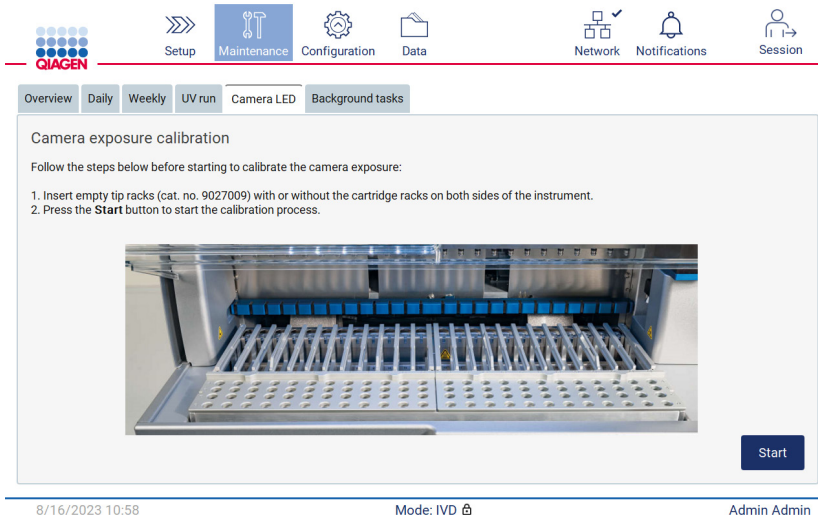 QIAGEN
Setup
Maintenance
Configuration
Data
Network
Notifications
Session
Overview
Daily
Weekly
UV run
Camera LED
Background tasks
Camera exposure calibration
Follow the steps below before starting to calibrate the camera exposure:
1. Insert empty tip racks (cat. no. 9027009) with or without the cartridge racks on both sides of the instrument.
2. Press the Start button to start the calibration process.
Start
8/16/2023 10:58
Mode: IVD
Admin Admin